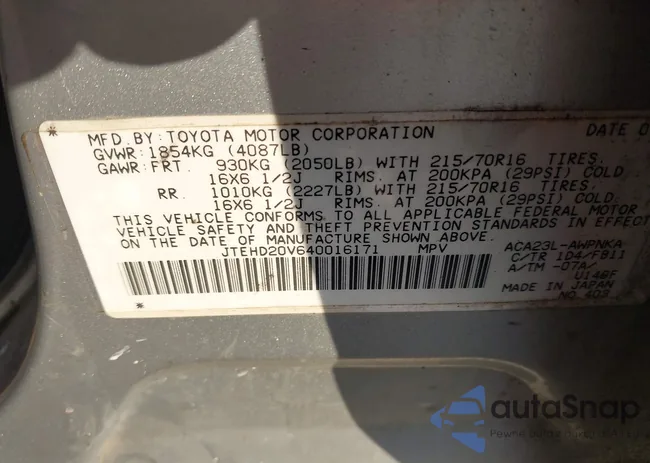 MFD. BY: TOYOTA MOTOR CORPORATION DATE 0
GVWR: 1854KG (4087LB)
GAWR: FRT. 930KG (2050LB) WITH 215/70R16 TIRES.
16X6 1/2J RIMS. AT 200KPA (29PSI) COLD
RR. 1010KG (2227LB) WITH 215/70R16 TIRES.
16X6 1/2J RIMS. AT 200KPA (29PSI) COLD.
THIS VEHICLE CONFORMS TO ALL APPLICABLE FEDERAL MOTOR
VEHICLE SAFETY AND THEFT PREVENTION STANDARDS IN EFFECT
ON THE DATE OF MANUFACTURE SHOWN ABOVE.
JTEHD20V640016171 MPV
ACA23L-AWPNKA
C/TR 1D4/FB11
A/TM -07A/
U148F
MADE IN JAPAN
NO. 403
autoSnap